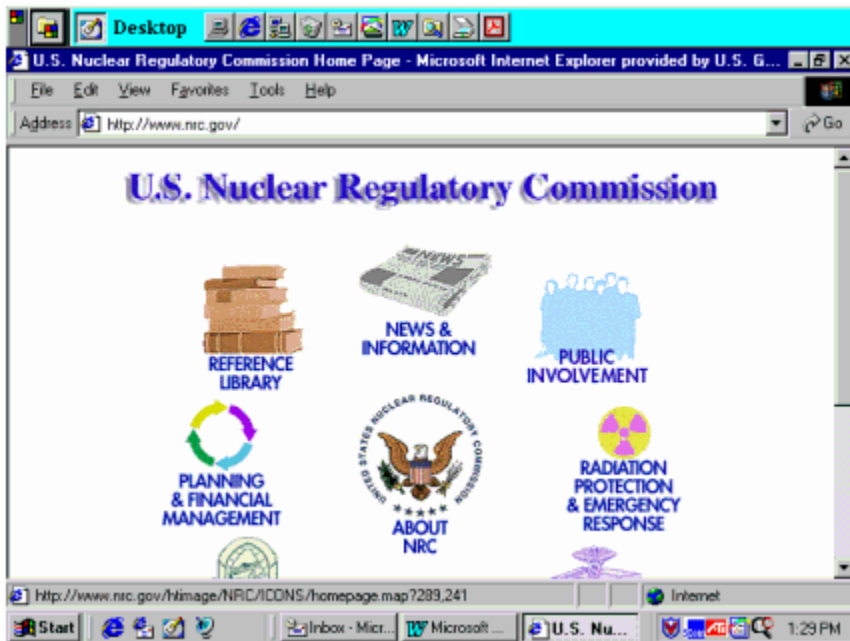 Desktop
U.S. Nuclear Regulatory Commission Home Page - Microsoft Internet Explorer provided by U.S. G...
File Edit View Favorites Tools Help
Address http://www.nrc.gov/ Go
U.S. Nuclear Regulatory Commission
NEWS
NEWS &
INFORMATION
REFERENCE
LIBRARY
PUBLIC
INVOLVEMENT
UNITED STATES NUCLEAR REGULATORY COMMISSION
PLANNING
& FINANCIAL
MANAGEMENT
ABOUT
NRC
RADIATION
PROTECTION
& EMERGENCY
RESPONSE
http://www.nrc.gov/htimage/NRC/ICONS/homepage.map?289,241 Internet
Start Inbox - Micr... Microsoft ... U.S. Nu... ATI 1:29 PM